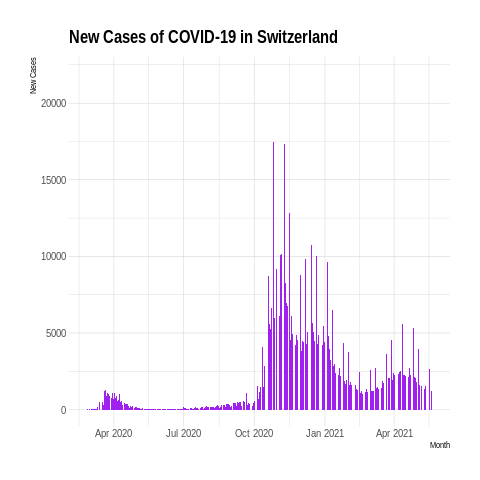 New Cases of COVID-19 in Switzerland
New Cases
20000
15000
10000
5000
0
Apr 2020 Jul 2020 Oct 2020 Jan 2021 Apr 2021
Month